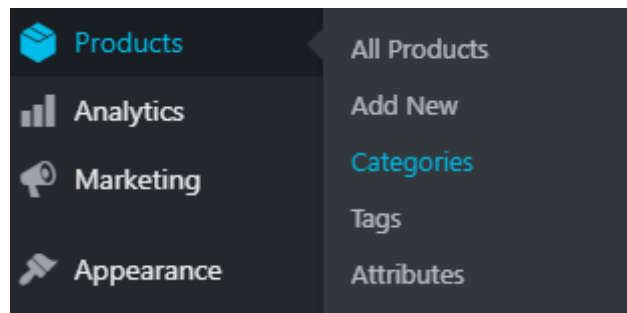 Products
Analytics
Marketing
Appearance
All Products
Add New
Categories
Tags
Attributes